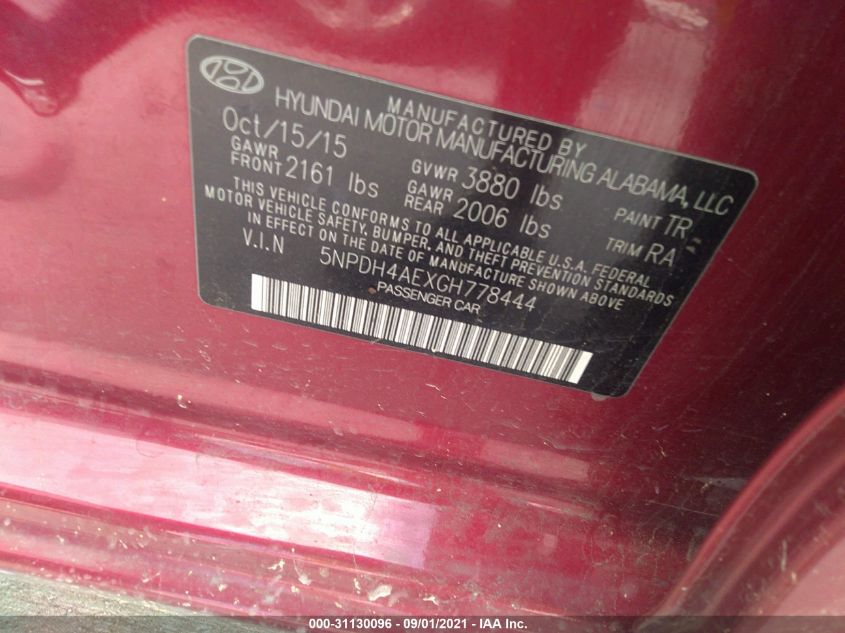 MANUFACTURED BY
HYUNDAI MOTOR MANUFACTURING ALABAMA, LLC
Oct/15/15
GAWR FRONT 2161 lbs
GVWR 3880 lbs
GAWR REAR 2006 lbs
PAINT TR
TRIM RA
THIS VEHICLE CONFORMS TO ALL APPLICABLE U.S.A. FEDERAL
MOTOR VEHICLE SAFETY, BUMPER, AND THEFT PREVENTION STANDARDS
IN EFFECT ON THE DATE OF MANUFACTURE SHOWN ABOVE
V.I.N 5NPDH4AEXGH778444
PASSENGER CAR
000-31130096 - 09/01/2021 - IAA Inc.